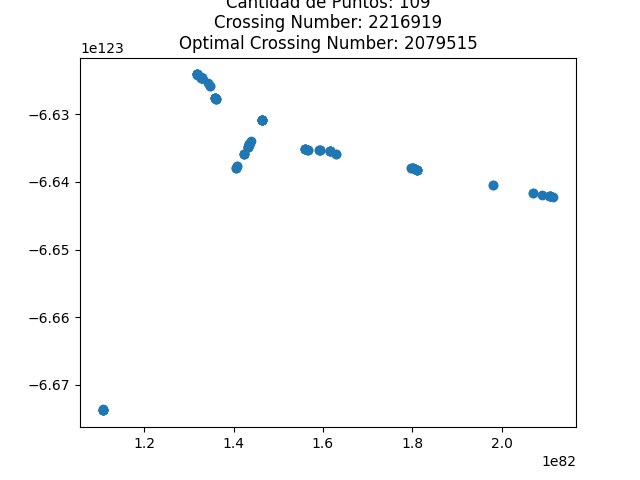 Cantidad de Puntos: 109
Crossing Number: 2216919
Optimal Crossing Number: 2079515
1e123
−6.63
−6.64
−6.65
−6.66
−6.67
1.2 1.4 1.6 1.8 2.0
1e82